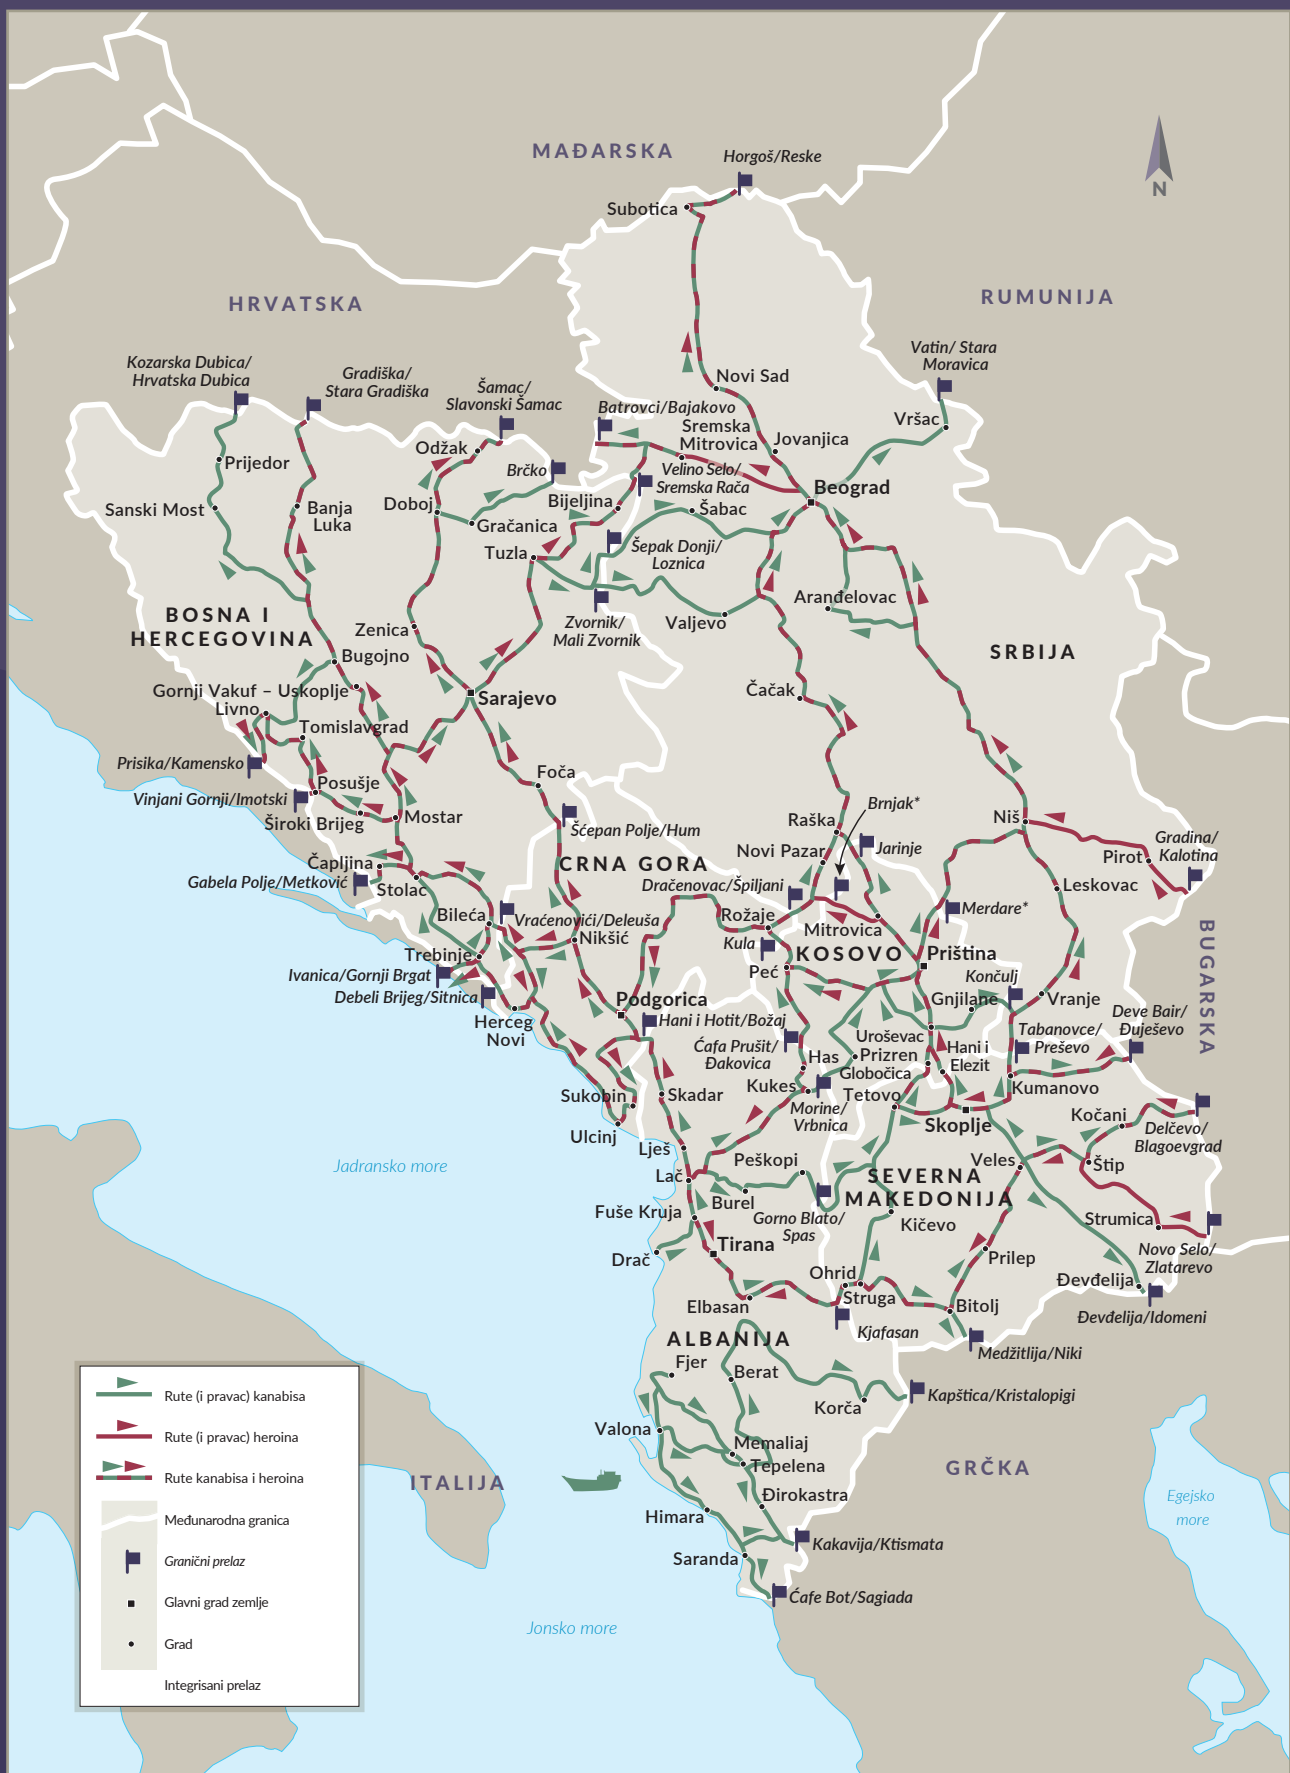 MAĐARSKA
Horgoš/Reske
N
Subotica
HRVATSKA
RUMUNIJA
Kozarska Dubica/
Hrvatska Dubica
Gradiška/
Stara Gradiška
Šamac/
Slavonski Šamac
Vatin/ Stara
Moravica
Novi Sad
Batrovci/Bajakovo
Vršac
Sremska
Mitrovica
Jovanjica
Odžak
Prijedor
Brčko
Velino Selo/
Sremska Rača
Beograd
Sanski Most
Banja
Luka
Doboj
Bijeljina
Šabac
Gračanica
Tuzla
Šepak Donji/
Loznica
Aranđelovac
BOSNA I
HERCEGOVINA
Zenica
Zvornik/
Mali Zvornik
Valjevo
SRBIJA
Bugojno
Gornji Vakuf – Uskoplje
Livno
Sarajevo
Čačak
Tomislavgrad
Prisika/Kamensko
Foča
Posušje
Vinjani Gornji/Imotski
Široki Brijeg
Mostar
Brnjak*
Šćepan Polje/Hum
Raška
Niš
Jarinje
Gradina/
Kalotina
Novi Pazar
Pirot
CRNA GORA
Čapljina
Gabela Polje/Metković
Stolac
Dračenovac/Špiljani
Leskovac
Bileća
Vraćenovići/Deleuša
Rožaje
Mitrovica
Merdare*
Nikšić
Kula
KOSOVO
Priština
BUGARSKA
Trebinje
Ivanica/Gornji Brgat
Peć
Končulj
Debeli Brijeg/Sitnica
Podgorica
Gnjilane
Vranje
Herceg
Novi
Hani i Hotit/Božaj
Deve Bair/
Đuješevo
Ćafa Prušit/
Đakovica
Uroševac
Tabanovce/
Preševo
Has
Prizren
Hani i
Elezit
Globočica
Kukes
Kumanovo
Sukobin
Skadar
Morine/
Vrbnica
Tetovo
Skoplje
Kočani
Ulcinj
Delčevo/
Blagoevgrad
Lješ
Peškopi
Veles
Štip
Jadransko more
Lač
SEVERNA
MAKEDONIJA
Burel
Gorno Blato/
Spas
Fuše Kruja
Kičevo
Strumica
Drač
Tirana
Prilep
Novo Selo/
Zlatarevo
Ohrid
Struga
Đevđelija
Elbasan
Bitolj
Đevđelija/Idomeni
Kjafasan
ALBANIJA
Medžitlija/Niki
Fjer
Berat
Korča
Kapštica/Kristalopigi
Valona
Memaliaj
Tepelena
ITALIJA
GRČKA
Đirokastra
Himara
Egejsko
more
Kakavija/Ktismata
Saranda
Ćafe Bot/Sagiada
Jonsko more
Rute (i pravac) kanabisa
Rute (i pravac) heroina
Rute kanabisa i heroina
Međunarodna granica
Granični prelaz
Glavni grad zemlje
Grad
Integrisani prelaz